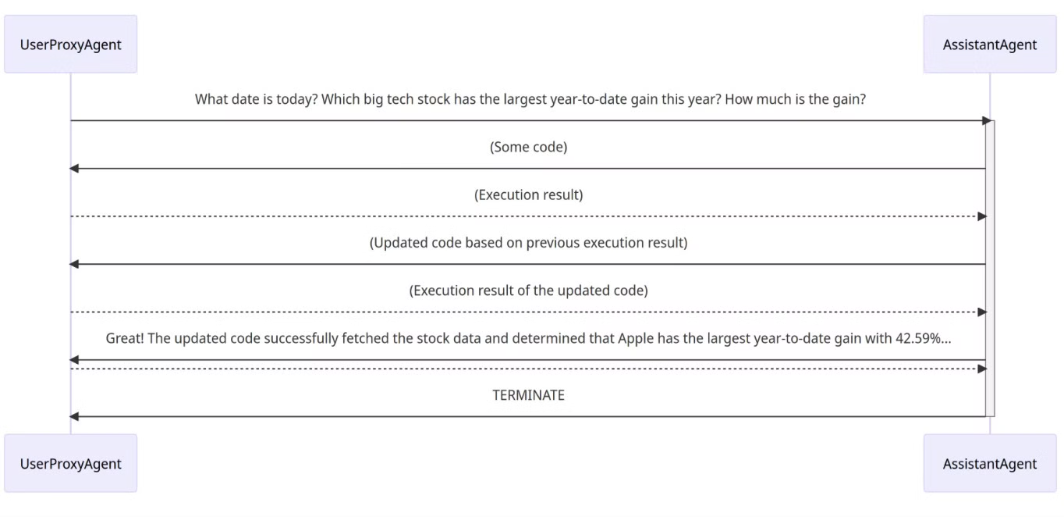 UserProxyAgent
AssistantAgent
What date is today? Which big tech stock has the largest year-to-date gain this year? How much is the gain?
(Some code)
(Execution result)
(Updated code based on previous execution result)
(Execution result of the updated code)
Great! The updated code successfully fetched the stock data and determined that Apple has the largest year-to-date gain with 42.59%...
TERMINATE
UserProxyAgent
AssistantAgent